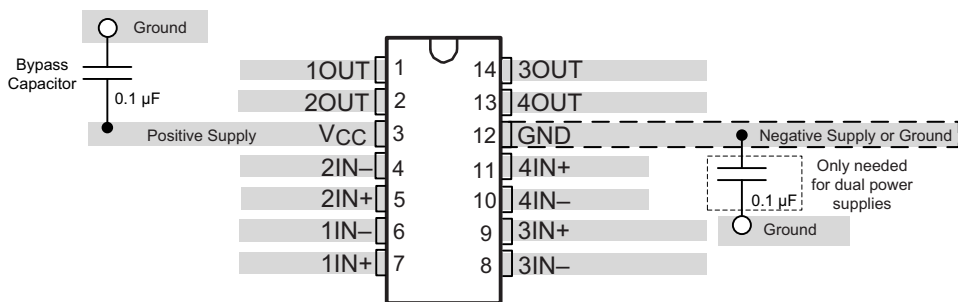 Ground
Bypass
Capacitor
0.1 µF
Positive Supply
1OUT 1 14 3OUT
2OUT 2 13 4OUT
VCC 3 12 GND
2IN– 4 11 4IN+
2IN+ 5 10 4IN–
1IN– 6 9 3IN+
1IN+ 7 8 3IN–
Negative Supply or Ground
Only needed
for dual power
supplies
0.1 µF
Ground